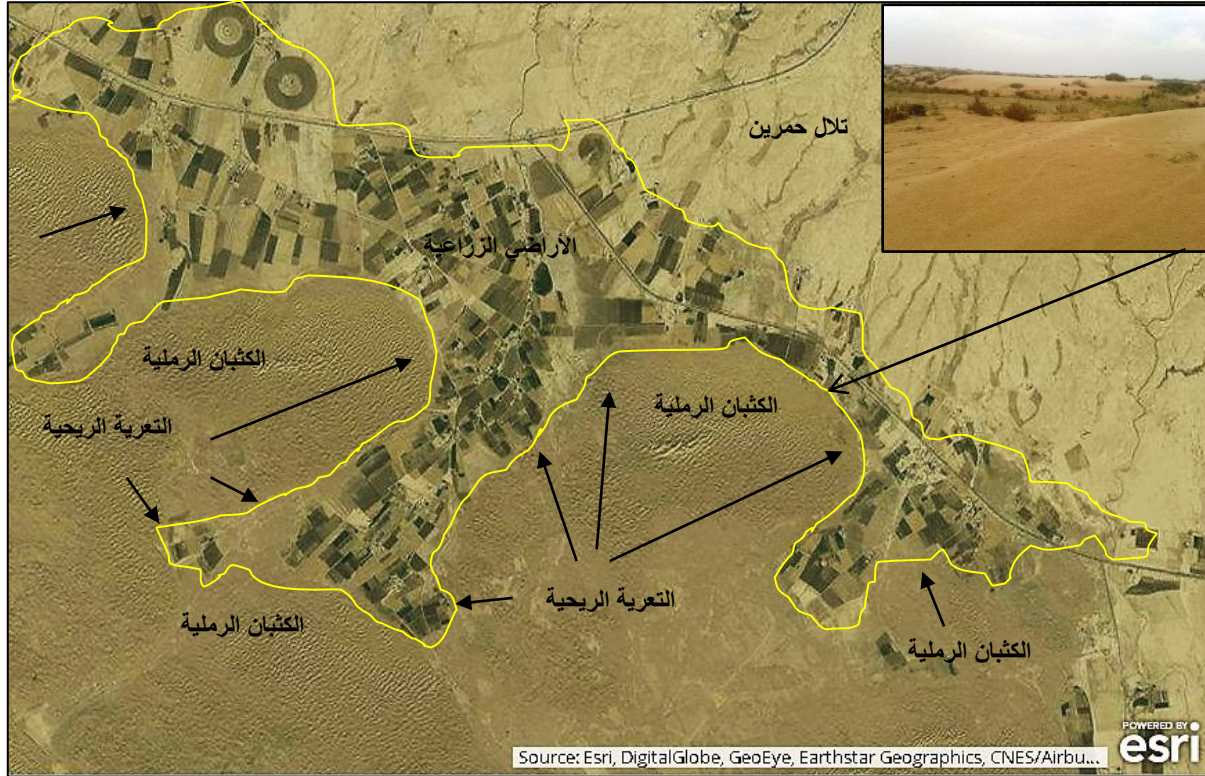 تلال حمرين
الأراضي الزراعية
الكثبان الرملية
الكثبان الرملية
التعرية الريحية
التعرية الريحية
الكثبان الرملية
الكثبان الرملية
POWERED BY
esri
Source: Esri, DigitalGlobe, GeoEye, Earthstar Geographics, CNES/Airbu...